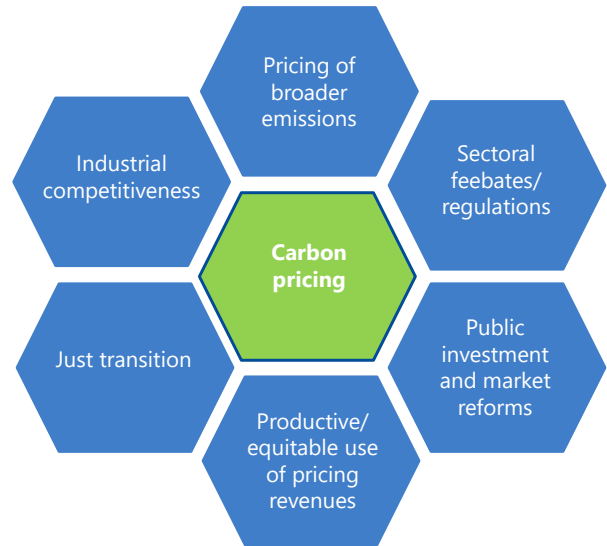 Pricing of
broader
emissions
Industrial
competitiveness
Sectoral
feebates/
regulations
Carbon
pricing
Just transition
Public
investment
and market
reforms
Productive/
equitable use
of pricing
revenues